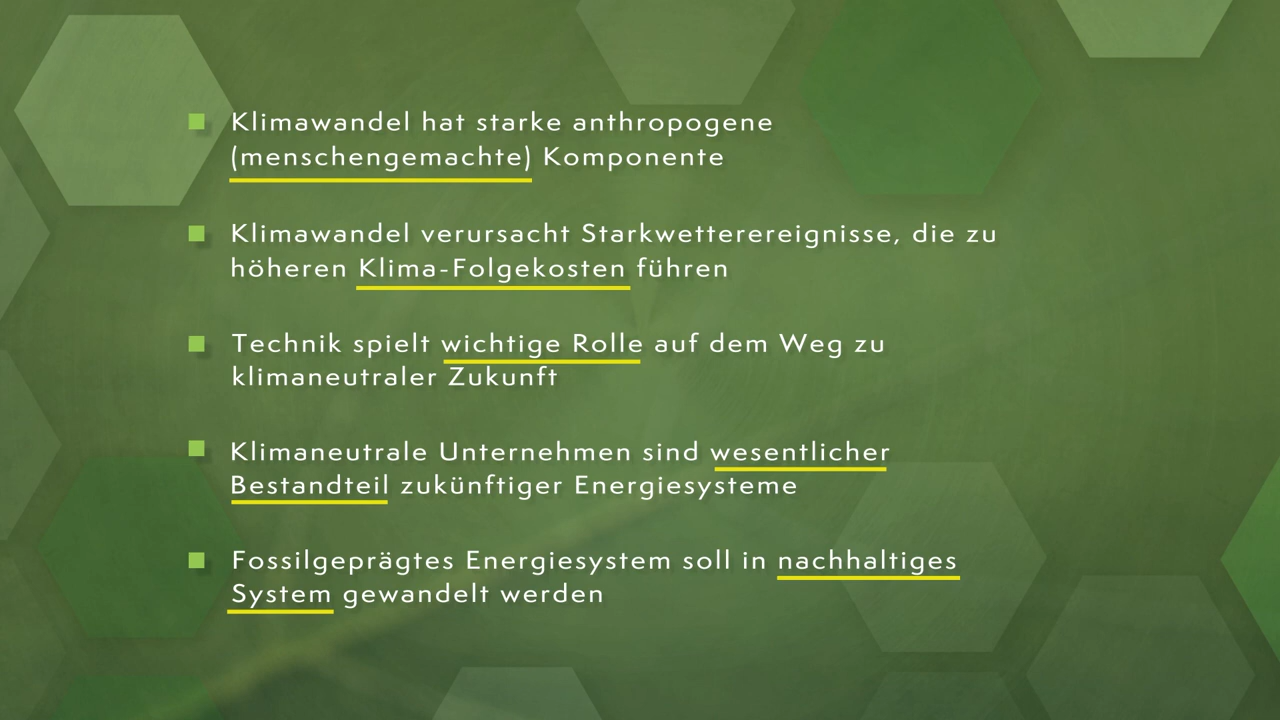 Klimawandel hat starke anthropogene
(menschengemachte) Komponente
Klimawandel verursacht Starkwetterereignisse, die zu
höheren Klima-Folgekosten führen
Technik spielt wichtige Rolle auf dem Weg zu
klimaneutraler Zukunft
Klimaneutrale Unternehmen sind wesentlicher
Bestandteil zukünftiger Energiesysteme
Fossilgeprägtes Energiesystem soll in nachhaltiges
System gewandelt werden